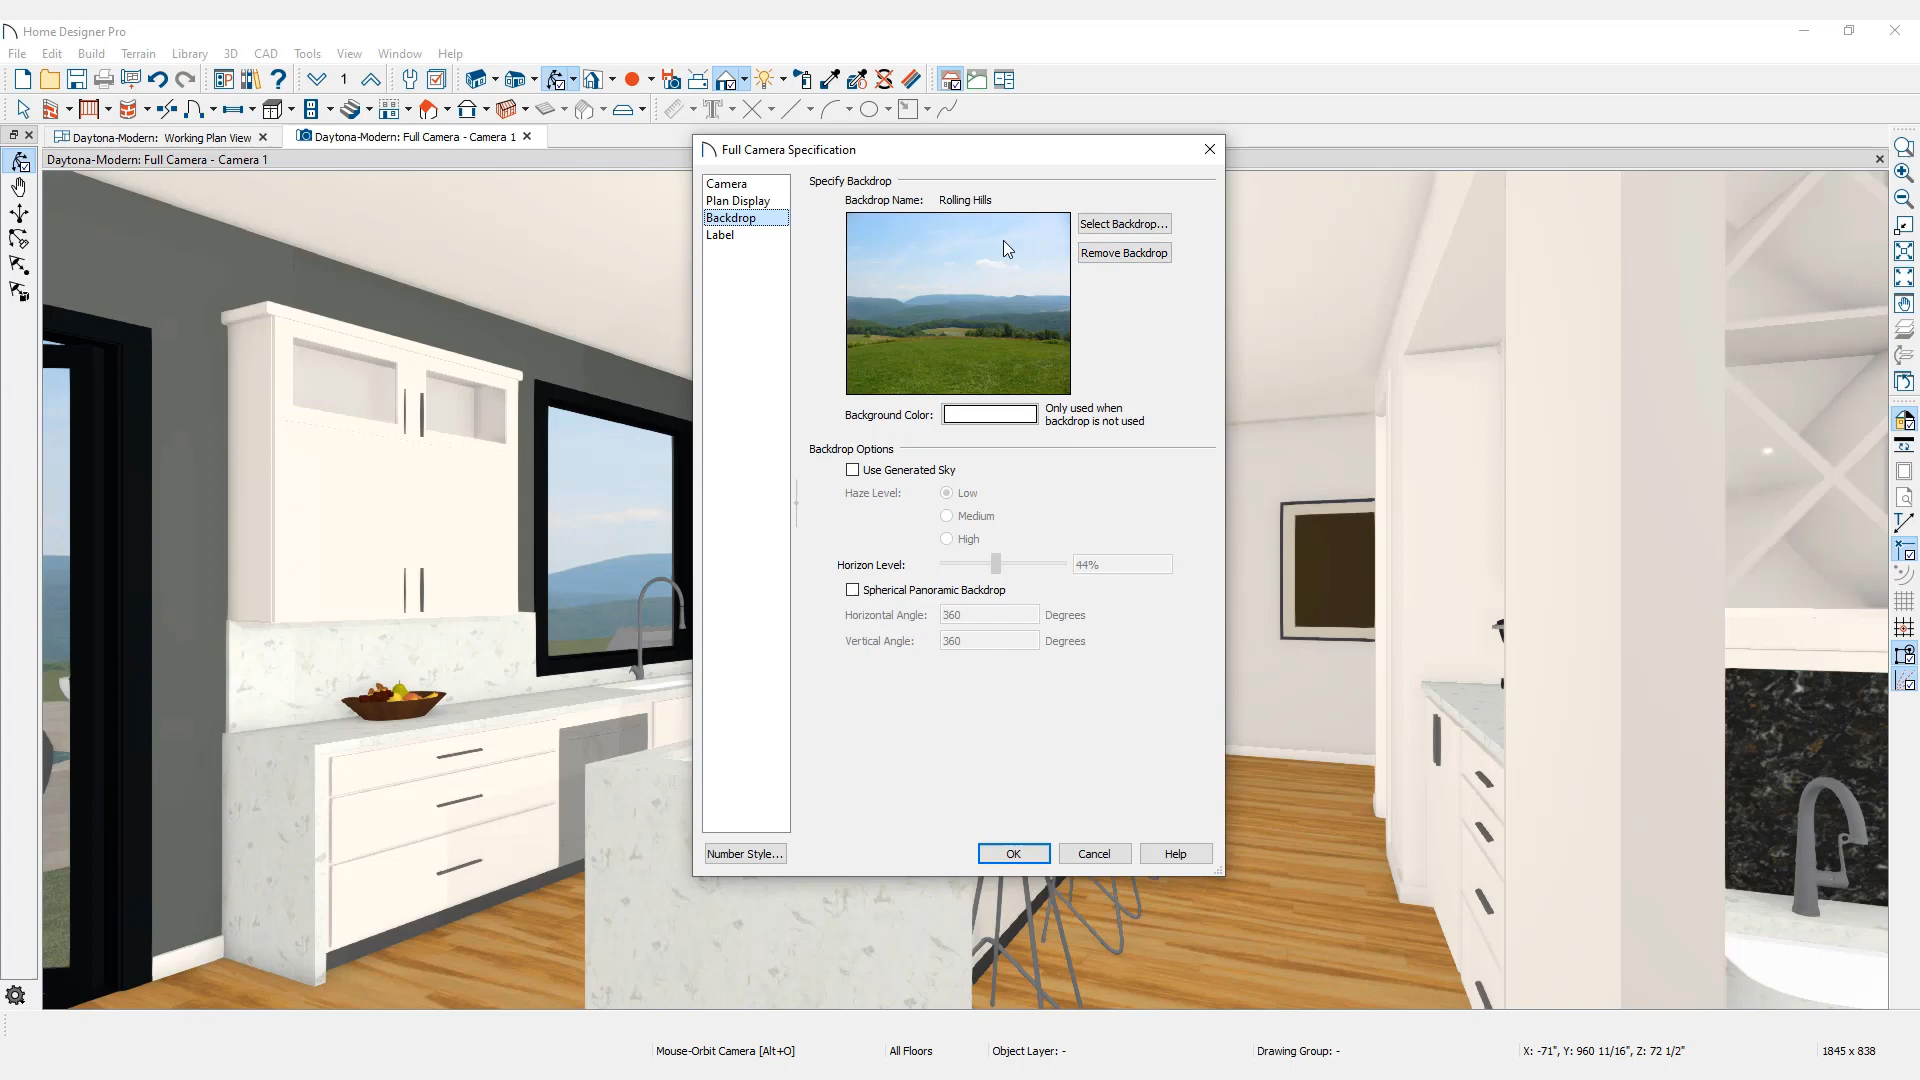 Home Designer Pro
File Edit Build Terrain Library 3D CAD Tools View Window Help
1
Daytona-Modern: Working Plan View
Daytona-Modern: Full Camera - Camera 1
Daytona-Modern: Full Camera - Camera 1
Full Camera Specification
Camera
Plan Display
Backdrop
Label
Specify Backdrop
Backdrop Name: Rolling Hills
Select Backdrop...
Remove Backdrop
Background Color:
Only used when
backdrop is not used
Backdrop Options
Use Generated Sky
Haze Level: Low
Medium
High
Horizon Level: 44%
Spherical Panoramic Backdrop
Horizontal Angle: 360 Degrees
Vertical Angle: 360 Degrees
Number Style... OK Cancel Help
Mouse-Orbit Camera [Alt+O] All Floors Object Layer: - Drawing Group: - X: -71", Y: 960 11/16", Z: 72 1/2" 1845 x 838